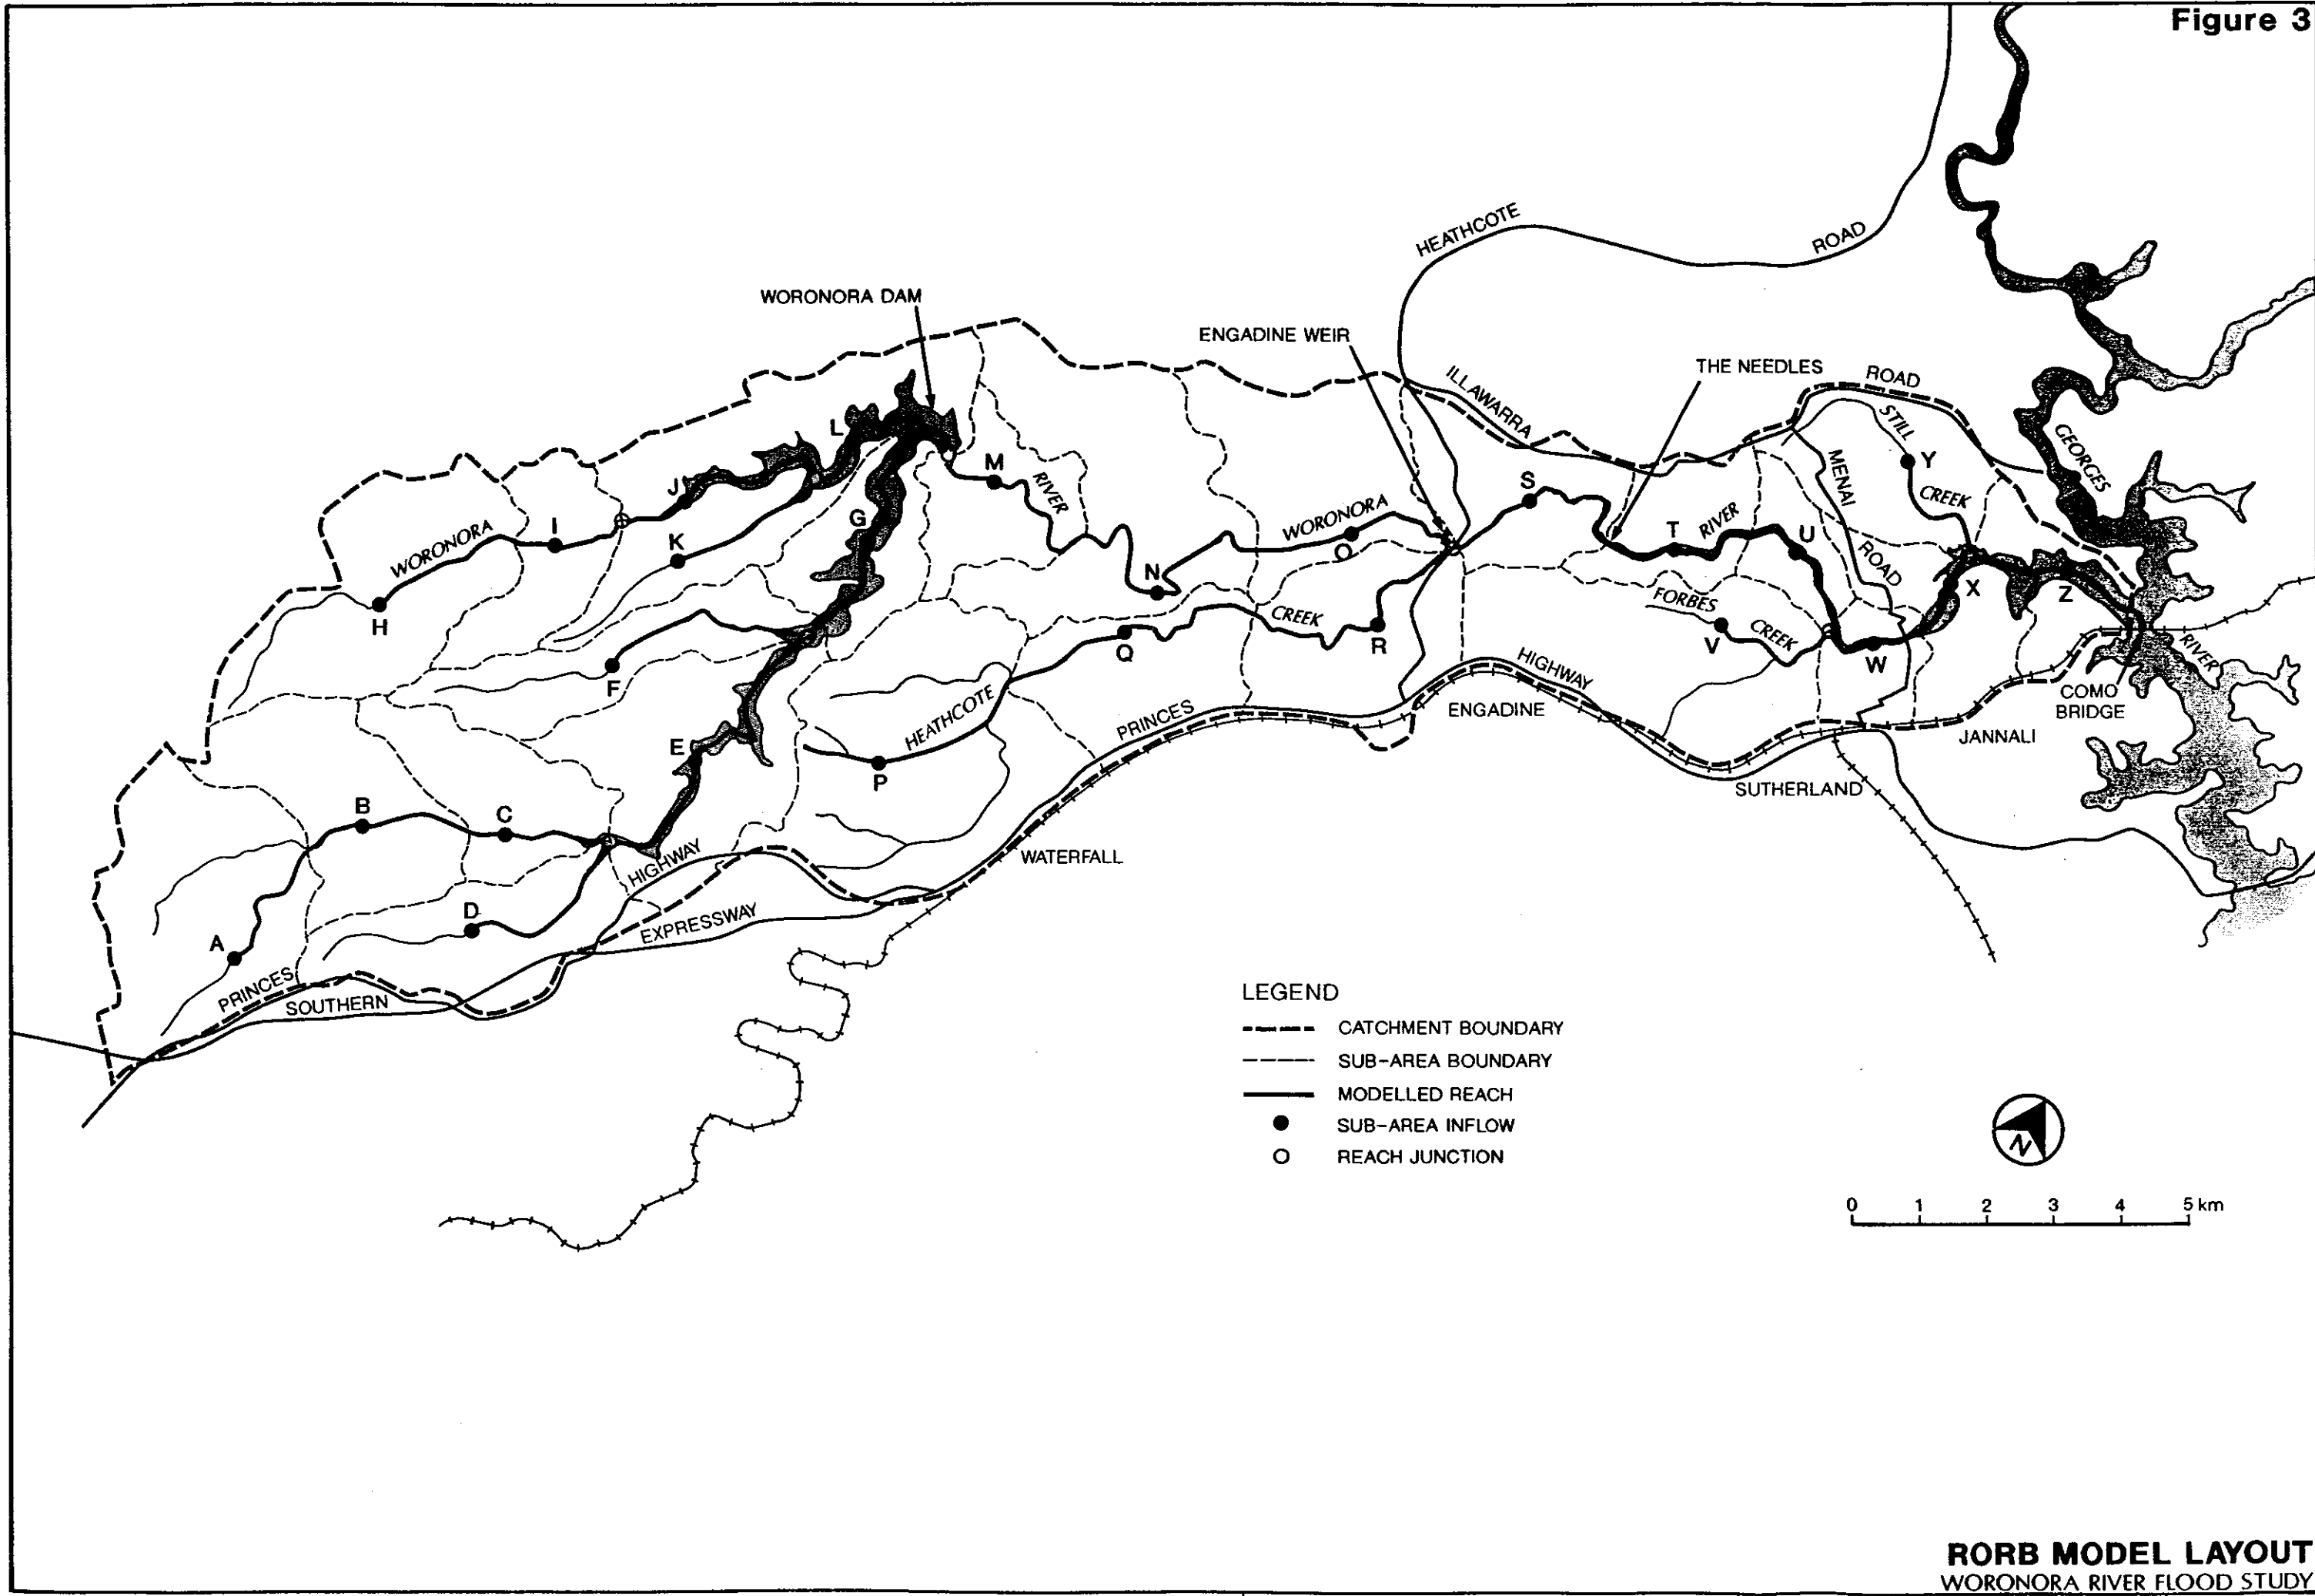 Figure 3
HEATHCOTE
ROAD
WORONORA DAM
ENGADINE WEIR
THE NEEDLES
ILLAWARRA
ROAD
STILL
GEORGES
L
M
Y
MENAI
CREEK
J
RIVER
S
G
WORONORA
I
WORONORA
K
O
T
RIVER
U
ROAD
N
H
CREEK
FORBES
X
Z
Q
R
V
CREEK
W
RIVER
F
HEATHCOTE
HIGHWAY
COMO
BRIDGE
E
PRINCES
ENGADINE
JANNALI
P
SUTHERLAND
B
C
HIGHWAY
WATERFALL
D
EXPRESSWAY
A
PRINCES
SOUTHERN
LEGEND
CATCHMENT BOUNDARY
SUB-AREA BOUNDARY
MODELLED REACH
SUB-AREA INFLOW
REACH JUNCTION
N
0 1 2 3 4 5 km
RORB MODEL LAYOUT
WORONORA RIVER FLOOD STUDY